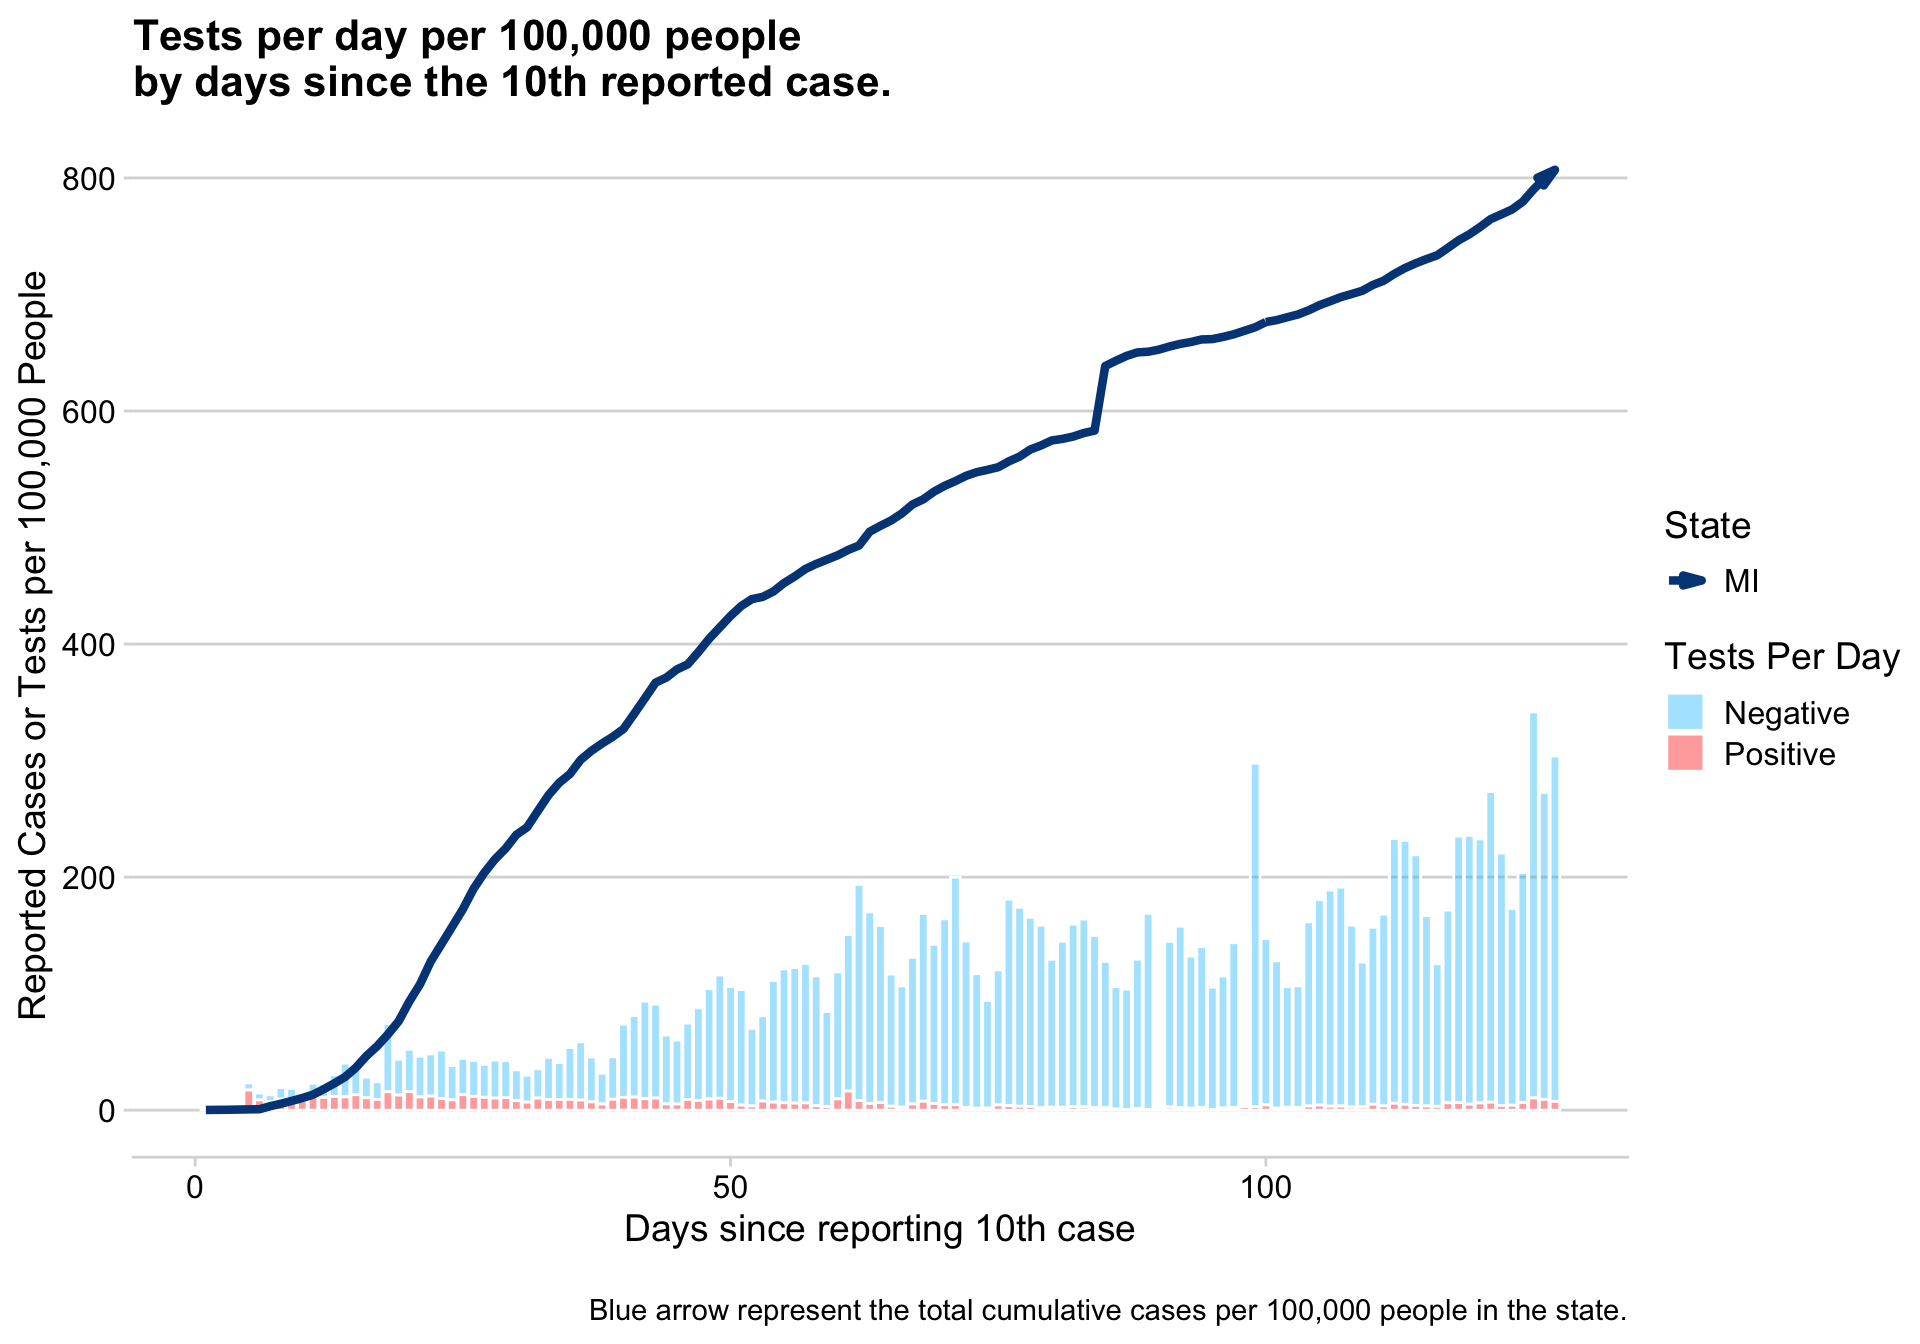 Tests per day per 100,000 people
by days since the 10th reported case.
Reported Cases or Tests per 100,000 People
800
600
400
200
0
0
50
100
Days since reporting 10th case
State
MI
Tests Per Day
Negative
Positive
Blue arrow represent the total cumulative cases per 100,000 people in the state.